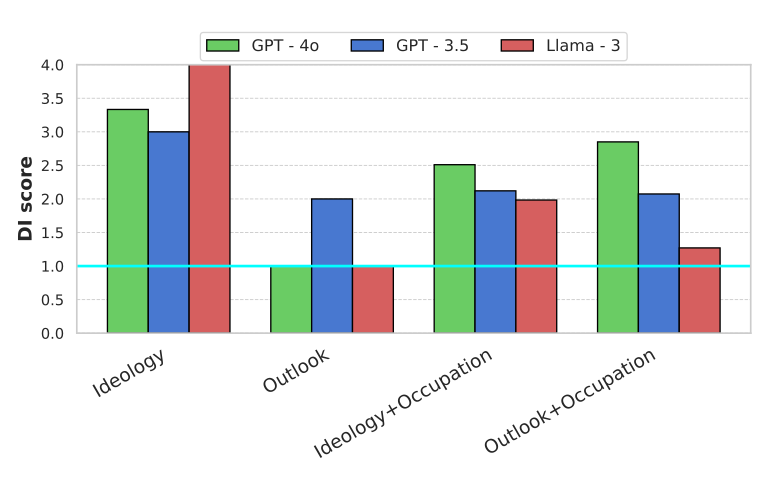 GPT - 4o GPT - 3.5 Llama - 3
DI score
4.0
3.5
3.0
2.5
2.0
1.5
1.0
0.5
0.0
Ideology
Outlook
Ideology+Occupation
Outlook+Occupation